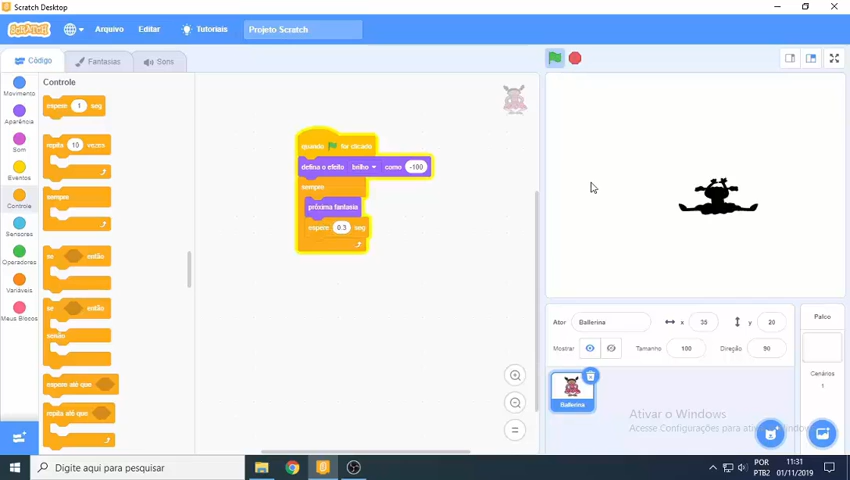 Scratch Desktop
SCRATCH
Arquivo
Editar
Tutoriais
Projeto Scratch
Código
Fantasias
Sons
Movimento
Aparência
Som
Eventos
Controle
Sensores
Operadores
Variáveis
Meus Blocos
Controle
espere 1 seg
repita 10 vezes
sempre
se então
se então
senão
espere até que
repita até que
quando for clicado
defina o efeito brilho como -100
sempre
próxima fantasia
espere 0.3 seg
Ator Ballerina x 35 y 20
Mostrar Tamanho 100 Direção 90
Ballerina
Palco
Cenários
1
Ativar o Windows
Acesse Configurações para ativar o Windows.
Digite aqui para pesquisar
POR
PTB2
11:31
01/11/2019